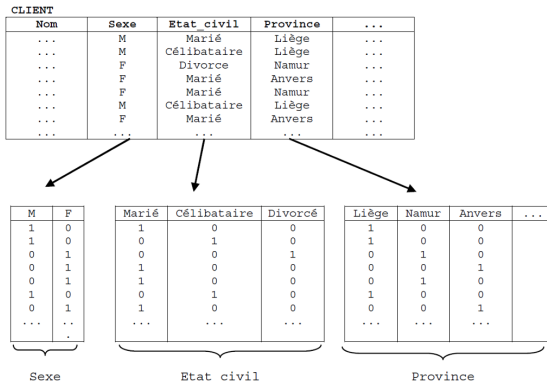 CLIENT
Nom Sexe Etat_civil Province ...
... M Marié Liège ...
... M Célibataire Liège ...
... F Divorce Namur ...
... F Marié Anvers ...
... F Marié Namur ...
... M Célibataire Liège ...
... F Marié Anvers ...
... ... ... ... ...
M F
1 0
1 0
0 1
0 1
0 1
1 0
0 1
... ...
Sexe
Marié Célibataire Divorcé
1 0 0
0 1 0
0 0 1
1 0 0
1 0 0
0 1 0
1 0 0
... ... ...
Etat civil
Liège Namur Anvers ...
1 0 0
1 0 0
0 1 0
0 0 1
0 1 0
1 0 0
0 0 1
... ... ...
Province